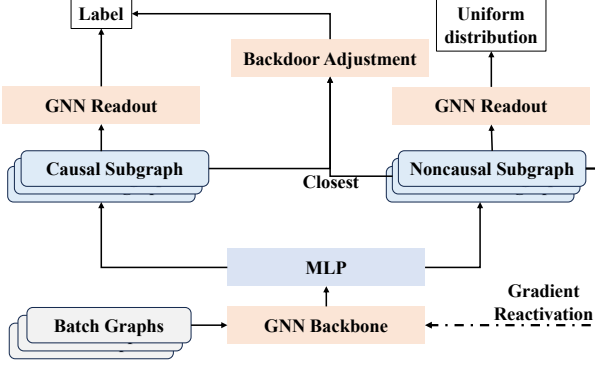 Label
Uniform
distribution
Backdoor Adjustment
GNN Readout
GNN Readout
Causal Subgraph
Noncausal Subgraph
Closest
MLP
Gradient
Reactivation
Batch Graphs
GNN Backbone